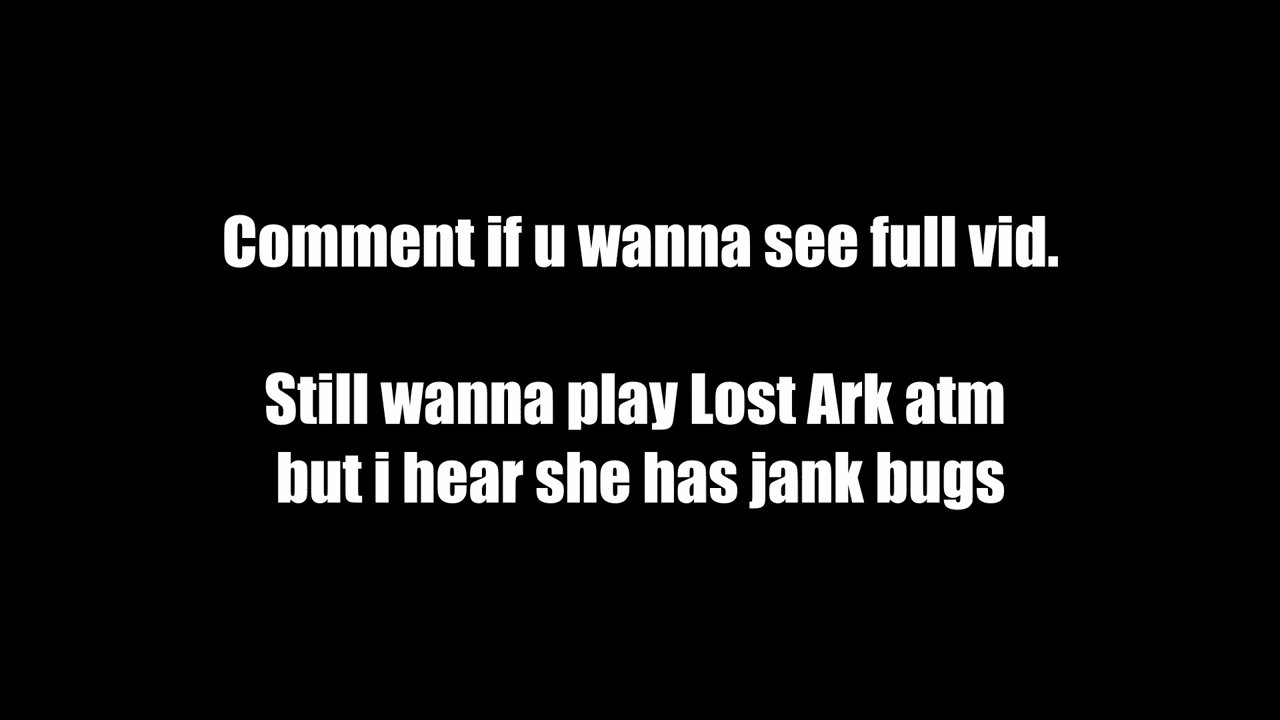 Comment if u wanna see full vid.
Still wanna play Lost Ark atm
but i hear she has jank bugs